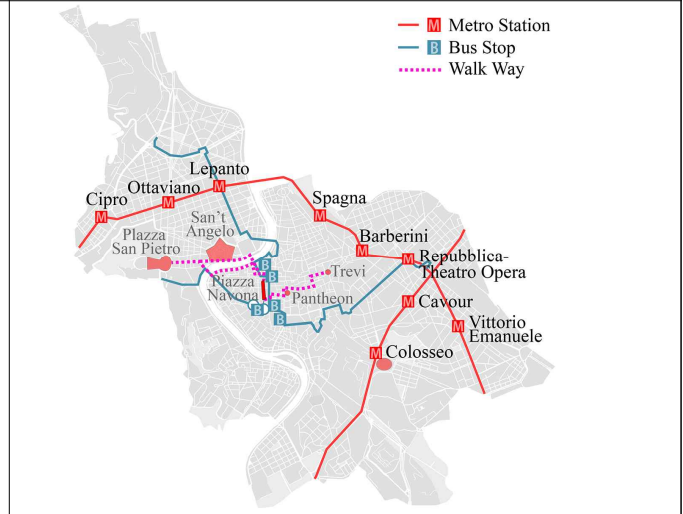 M Metro Station
B Bus Stop
Walk Way
Lepanto
Ottaviano
M
Cipro
M
M
San't
Angelo
Spagna
M
PIazza
San Pietro
Barberini
M
Repubblica-
Theatro Opera
M
B
B
Trevi
PIazza
Navona
Pantheon
B
B
B
M Cavour
M Vittorio
Emanuele
M Colosseo